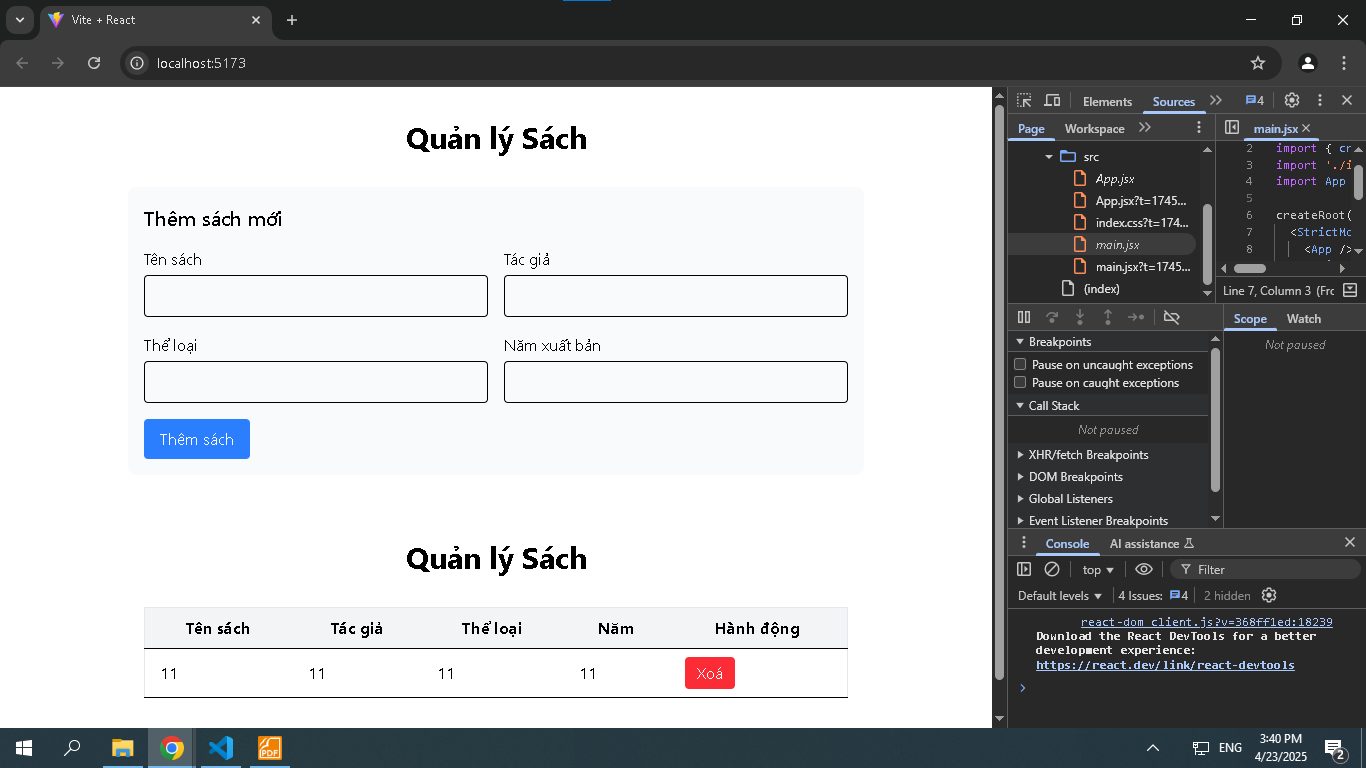 Vite + React
localhost:5173
Quản lý Sách
Thêm sách mới
Tên sách
Tác giả
Thể loại
Năm xuất bản
Thêm sách
Quản lý Sách
Tên sách Tác giả Thể loại Năm Hành động
11 11 11 11 Xoá
Elements Sources 4
Page Workspace
src
App.jsx
App.jsx?t=1745...
index.css?t=174...
main.jsx
main.jsx?t=1745...
(index)
main.jsx
2 import { cr
3 import './i
4 import App
5
6 createRoot(
7 <StrictMo
8 <App />
Line 7, Column 3 (Frc
Breakpoints
Pause on uncaught exceptions
Pause on caught exceptions
Call Stack
Not paused
XHR/fetch Breakpoints
DOM Breakpoints
Global Listeners
Event Listener Breakpoints
Scope Watch
Not paused
Console AI assistance
top Filter
Default levels 4 Issues: 4 2 hidden
react-dom_client.js?v=368ff1ed:18239
Download the React DevTools for a better
development experience:
https://react.dev/link/react-devtools
PDF
ENG
3:40 PM
4/23/2025
2